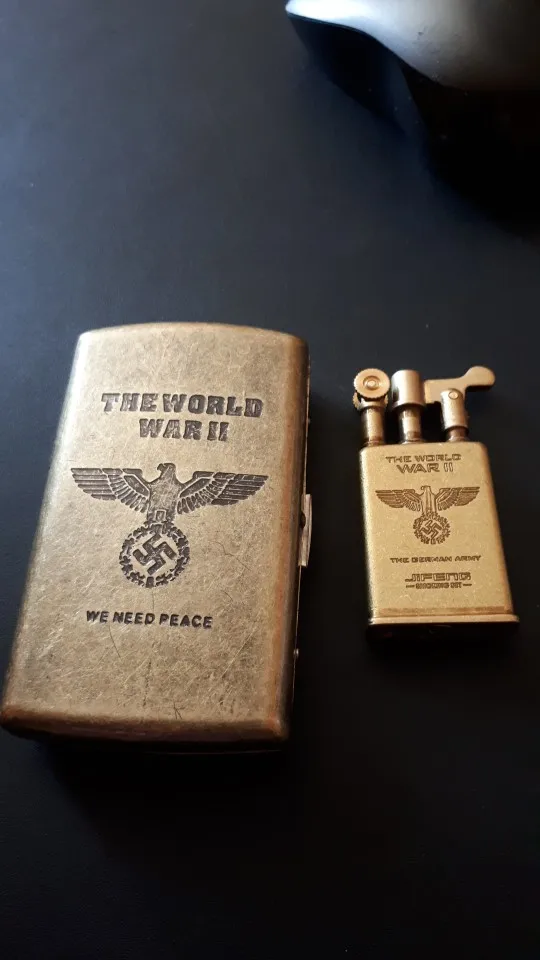 THE WORLD
WAR II
WE NEED PEACE
THE WORLD
WAR II
THE GERMAN ARMY
JIFENG
SMOKING SET